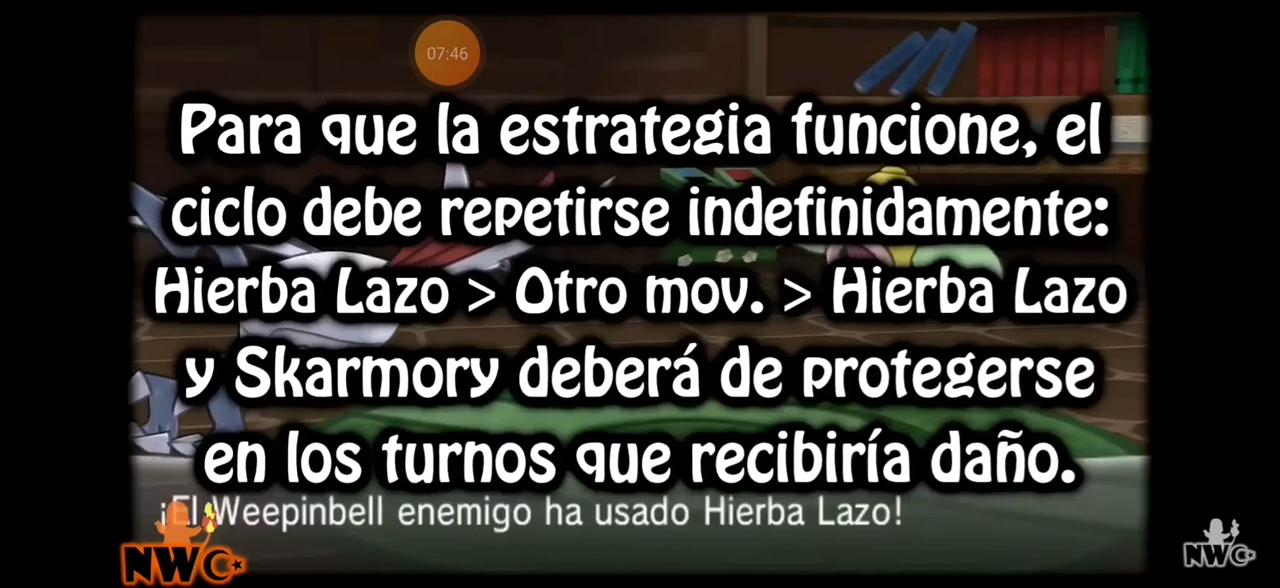 07:46
Para que la estrategia funcione, el
ciclo debe repetirse indefinidamente:
Hierba Lazo > Otro mov. > Hierba Lazo
y Skarmory deberá de protegerse
en los turnos que recibiría daño.
¡El Weepinbell enemigo ha usado Hierba Lazo!
NWC
NWC